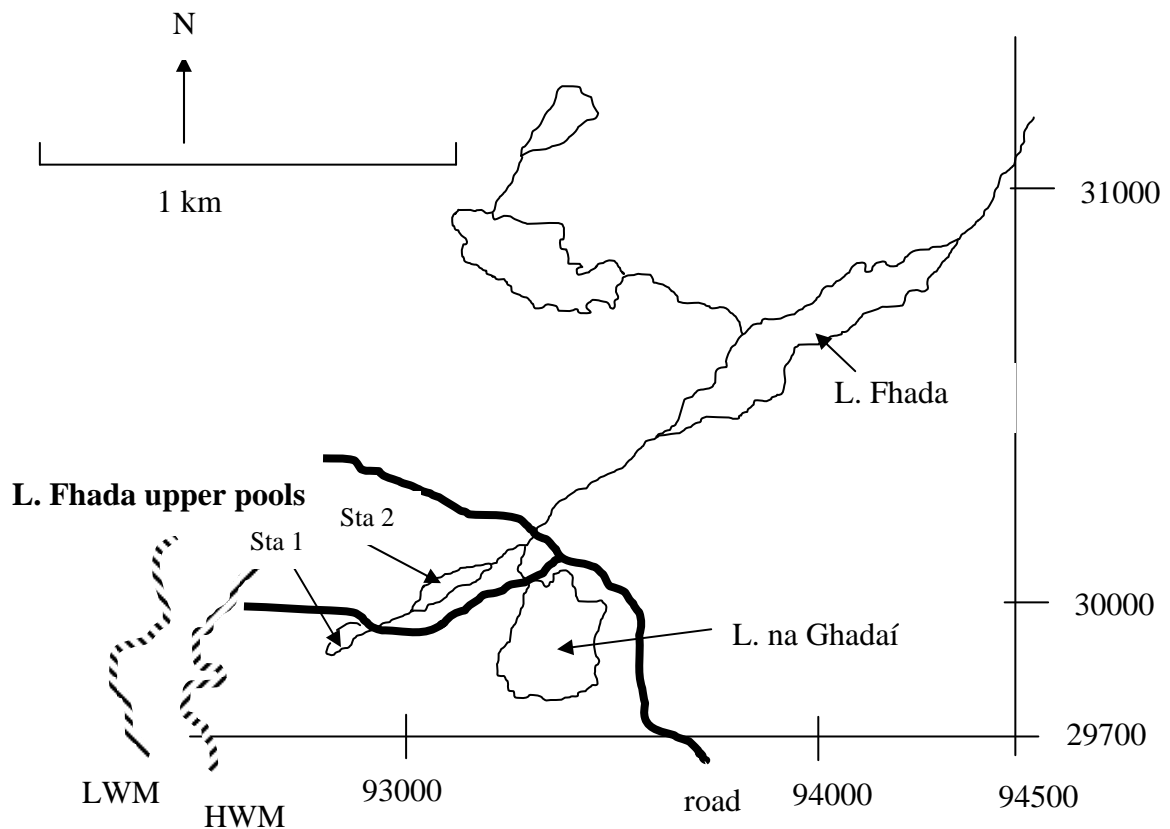 N
1 km
31000
L. Fhada
L. Fhada upper pools
Sta 2
Sta 1
30000
L. na Ghadaí
29700
LWM
HWM
93000
road
94000
94500